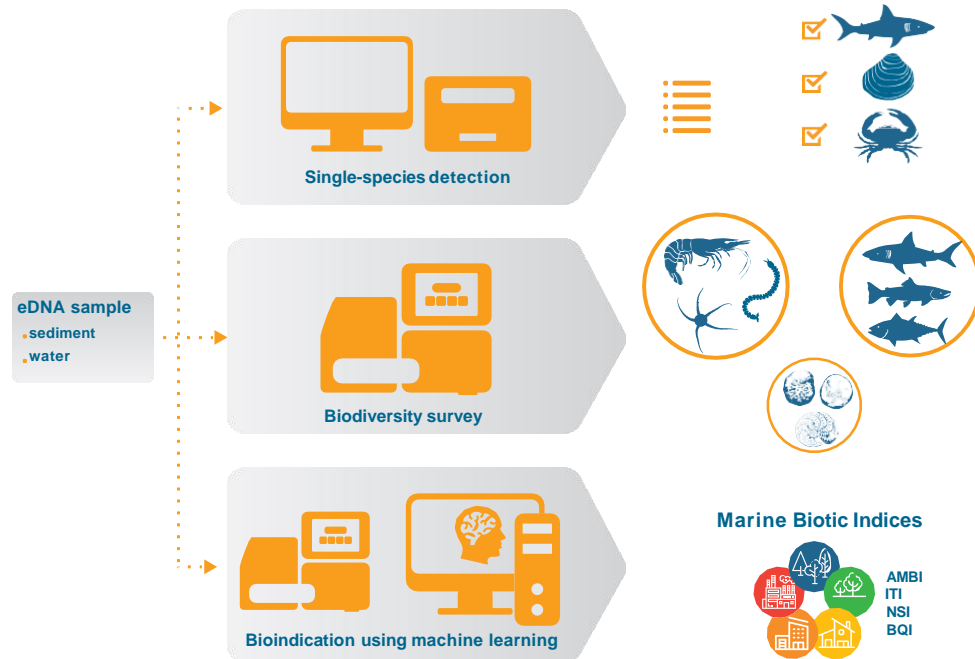 Single-species detection
eDNA sample
sediment
water
Biodiversity survey
Marine Biotic Indices
AMBI
ITI
NSI
BQI
Bioindication using machine learning